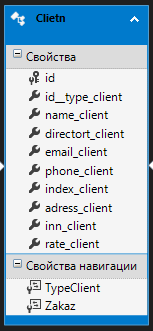 Clietn
Свойства
id
id__type_client
name_client
directort_client
email_client
phone_client
index_client
adress_client
inn_client
rate_client
Свойства навигации
TypeClient
Zakaz